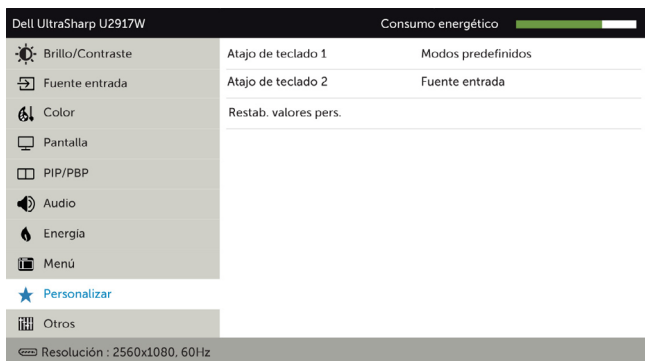 Dell UltraSharp U2917W Consumo energético
Brillo/Contraste Atajo de teclado 1 Modos predefinidos
Fuente entrada Atajo de teclado 2 Fuente entrada
Color Restab. valores pers.
Pantalla
PIP/PBP
Audio
Energía
Menú
Personalizar
Otros
Resolución : 2560x1080, 60Hz